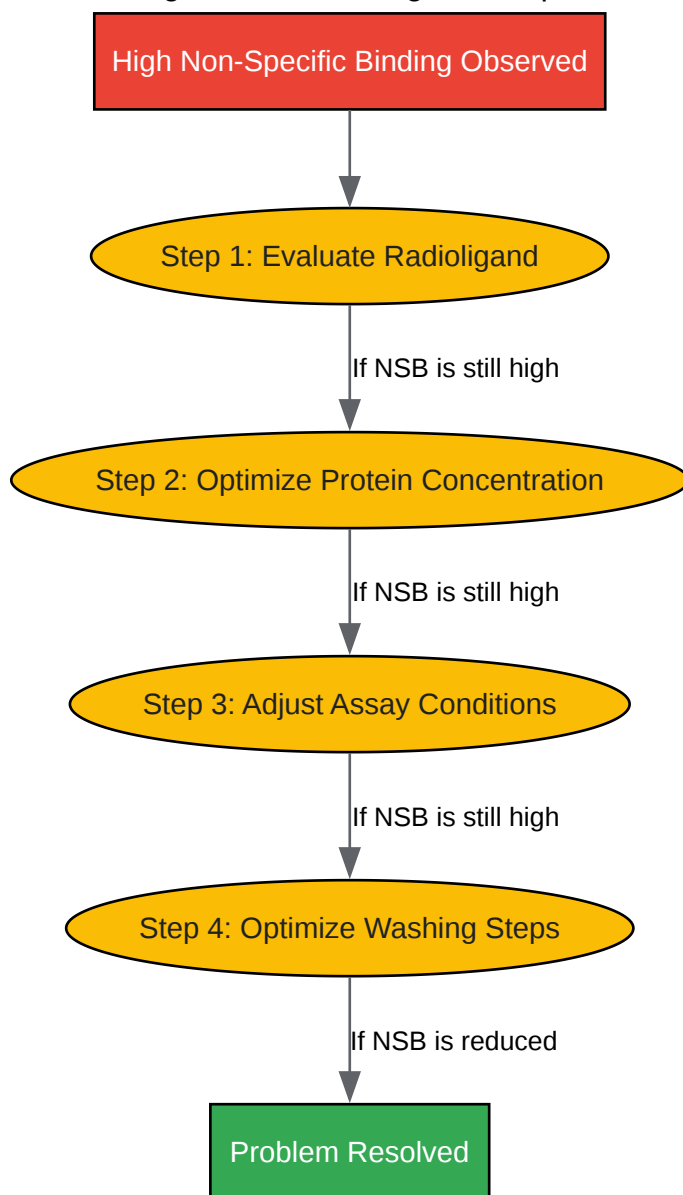 High Non-Specific Binding Observed
Step 1: Evaluate Radioligand
If NSB is still high
Step 2: Optimize Protein Concentration
If NSB is still high
Step 3: Adjust Assay Conditions
If NSB is still high
Step 4: Optimize Washing Steps
If NSB is reduced
Problem Resolved